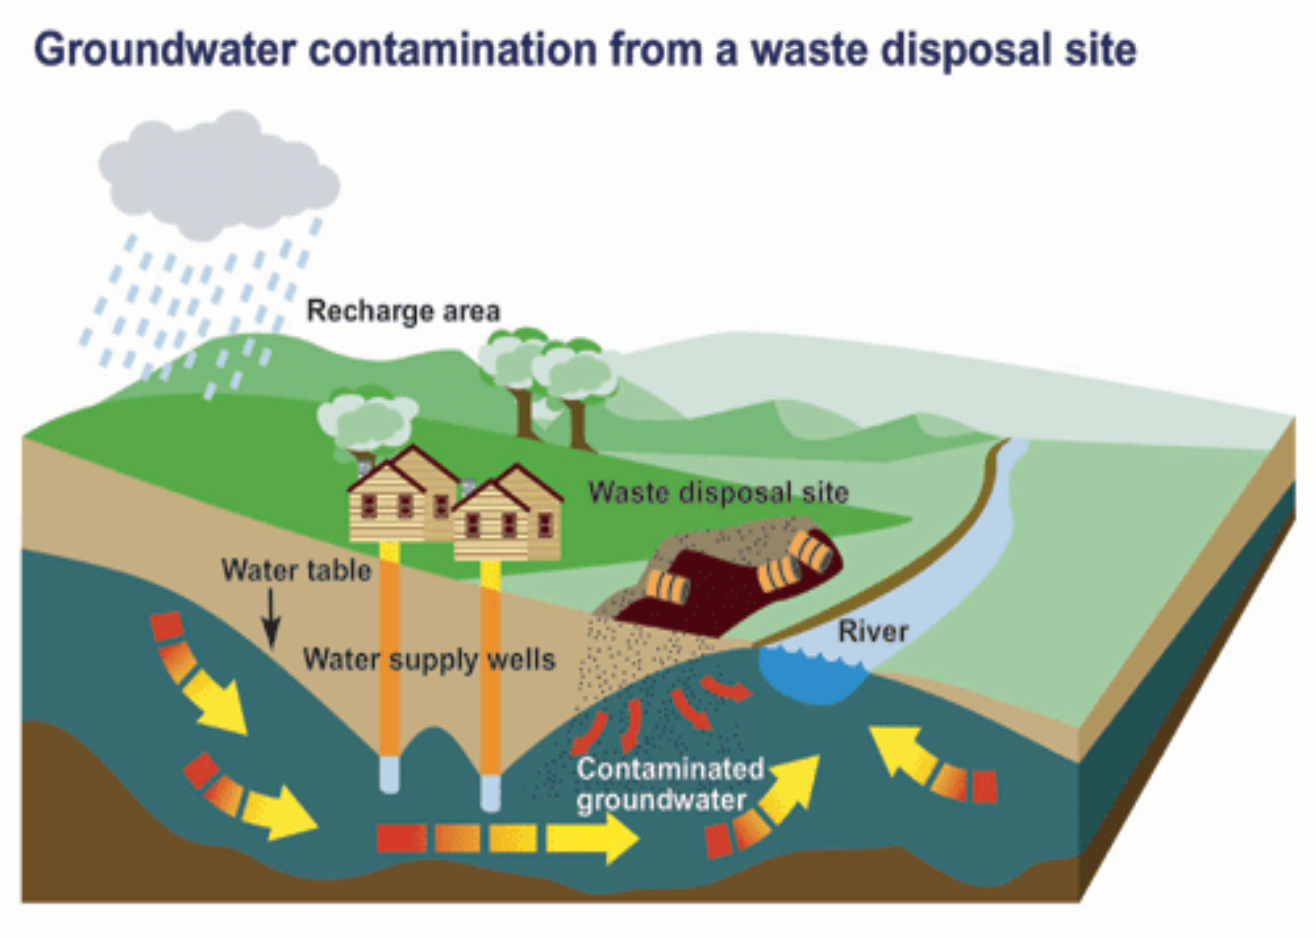 Groundwater contamination from a waste disposal site
Recharge area
Waste disposal site
Water table
River
Water supply wells
Contaminated
groundwater